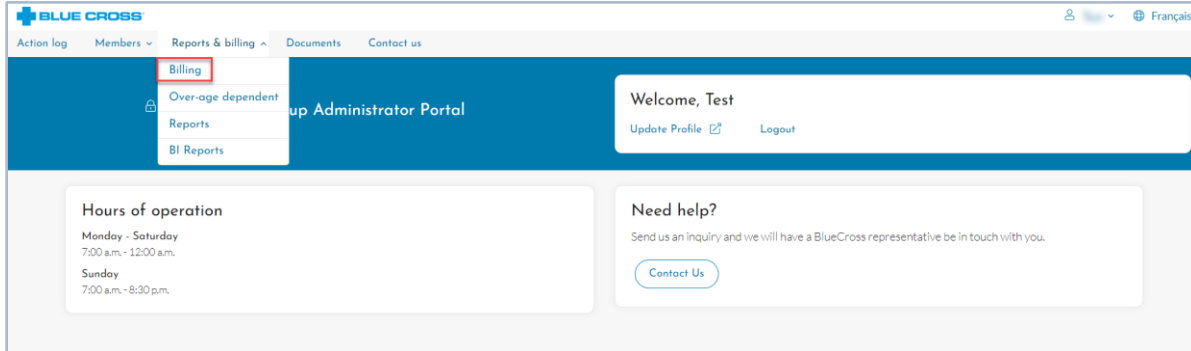 BLUE CROSS
Français
Action log Members Reports & billing Documents Contact us
Billing
Over-age dependent
Reports
BI Reports
up Administrator Portal
Welcome, Test
Update Profile Logout
Hours of operation
Monday - Saturday
7:00 a.m. - 12:00 a.m.
Sunday
7:00 a.m. - 8:30 p.m.
Need help?
Send us an inquiry and we will have a BlueCross representative be in touch with you.
Contact Us